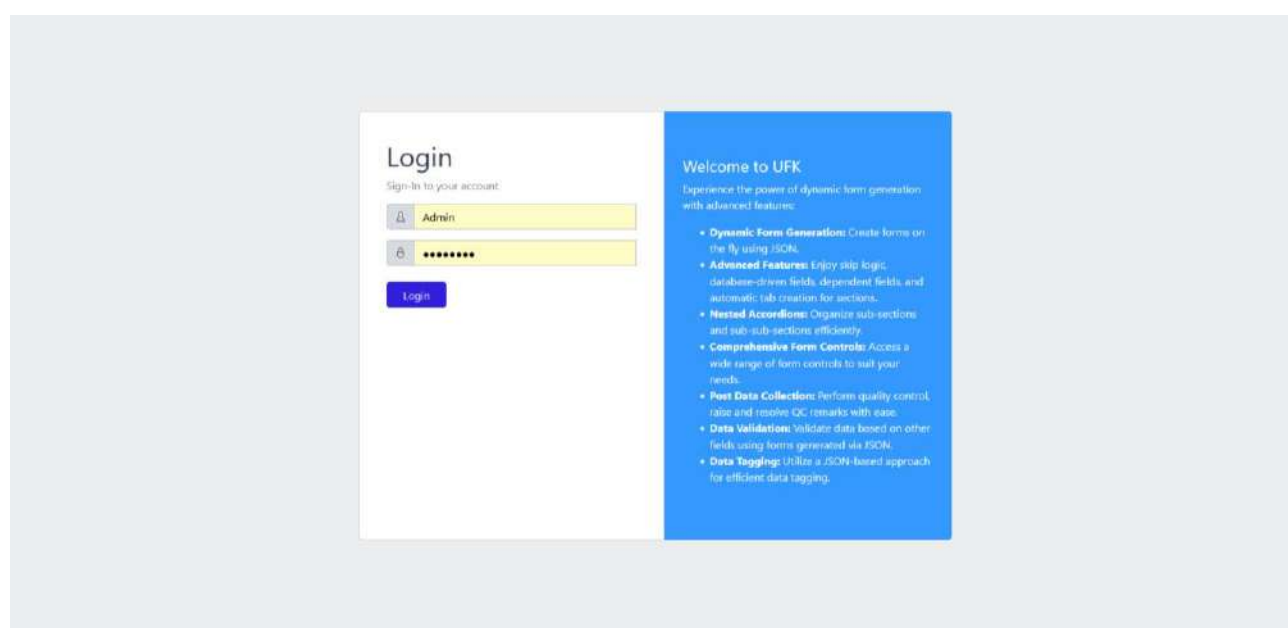 Login
Sign-In to your account
Admin
••••••••
Login
Welcome to UFK
Experience the power of dynamic form generation
with advanced features:
• Dynamic Form Generation: Create forms on
the fly using JSON.
• Advanced Features: Enjoy skip logic,
database-driven fields, dependent fields, and
automatic tab creation for sections.
• Nested Accordions: Organize sub-sections
and sub-sub-sections efficiently.
• Comprehensive Form Controls: Access a
wide range of form controls to suit your
needs.
• Post Data Collection: Perform quality control,
raise and resolve QC remarks with ease.
• Data Validation: Validate data based on other
fields using forms generated via JSON.
• Data Tagging: Utilize a JSON-based approach
for efficient data tagging.